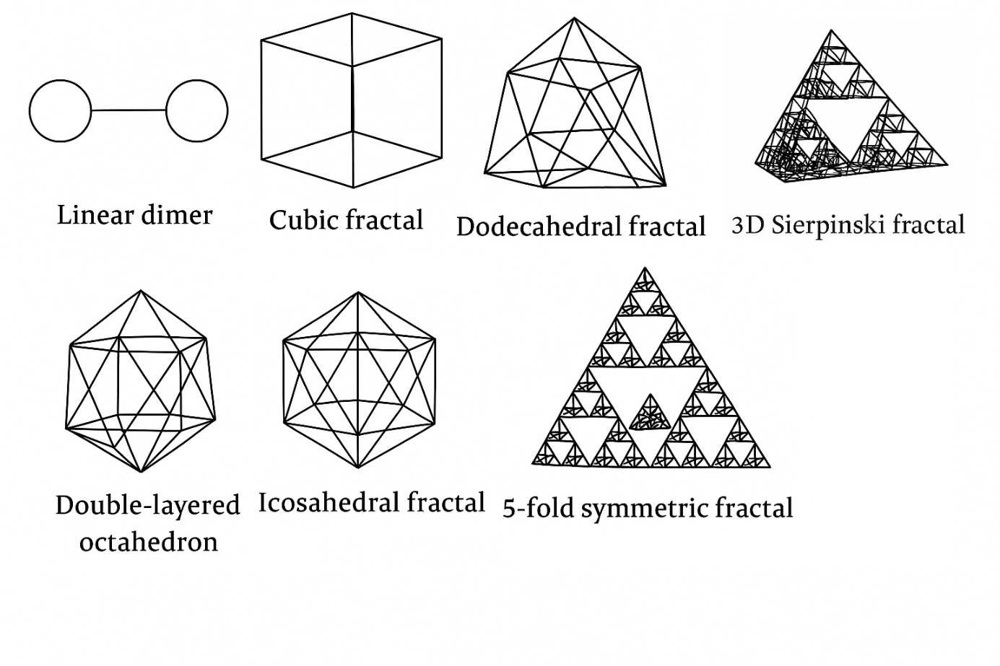 Linear dimer
Cubic fractal
Dodecahedral fractal
3D Sierpinski fractal
Double-layered
octahedron
Icosahedral fractal
5-fold symmetric fractal